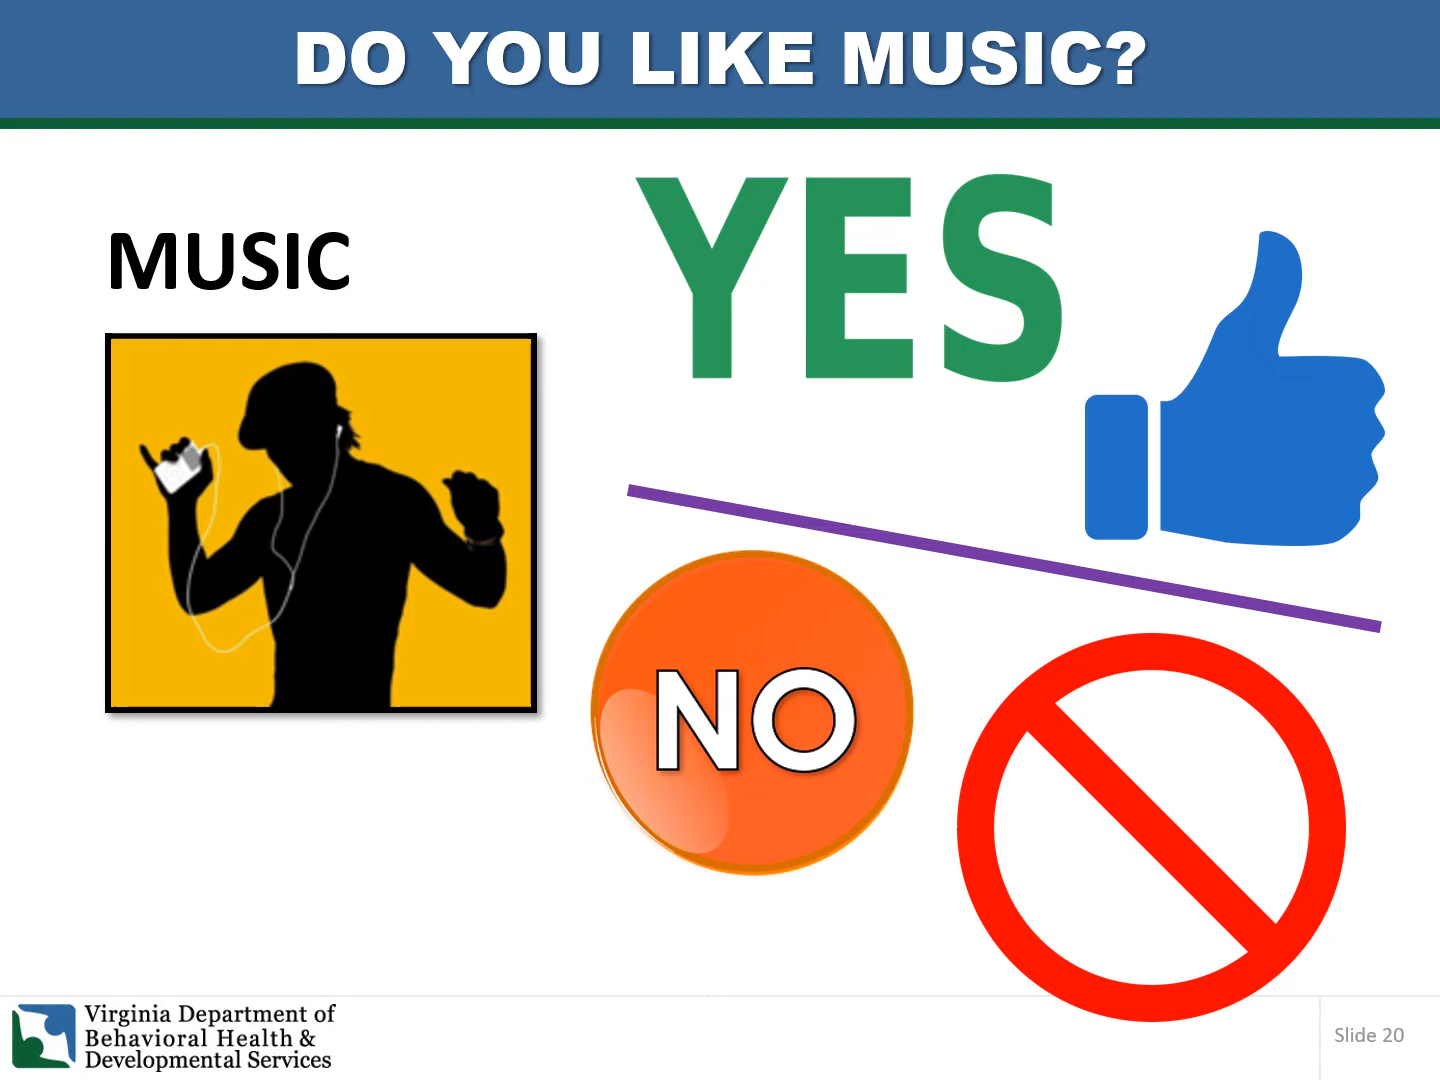 DO YOU LIKE MUSIC?
MUSIC
YES
NO
Virginia Department of
Behavioral Health &
Developmental Services
Slide 20